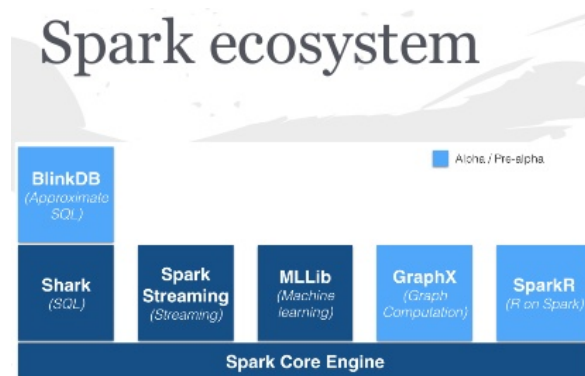 Spark ecosystem
Alpha / Pre-alpha
BlinkDB
(Approximate
SQL)
Shark
(SQL)
Spark
Streaming
(Streaming)
MLLib
(Machine
learning)
GraphX
(Graph
Computation)
SparkR
(R on Spark)
Spark Core Engine